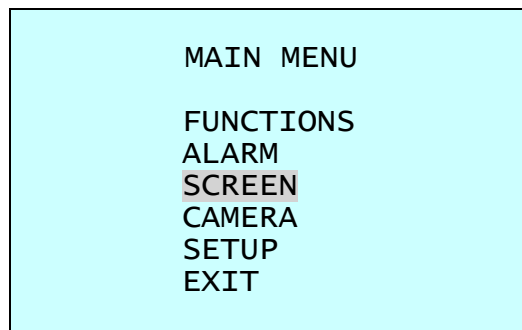 MAIN MENU
FUNCTIONS
ALARM
SCREEN
CAMERA
SETUP
EXIT